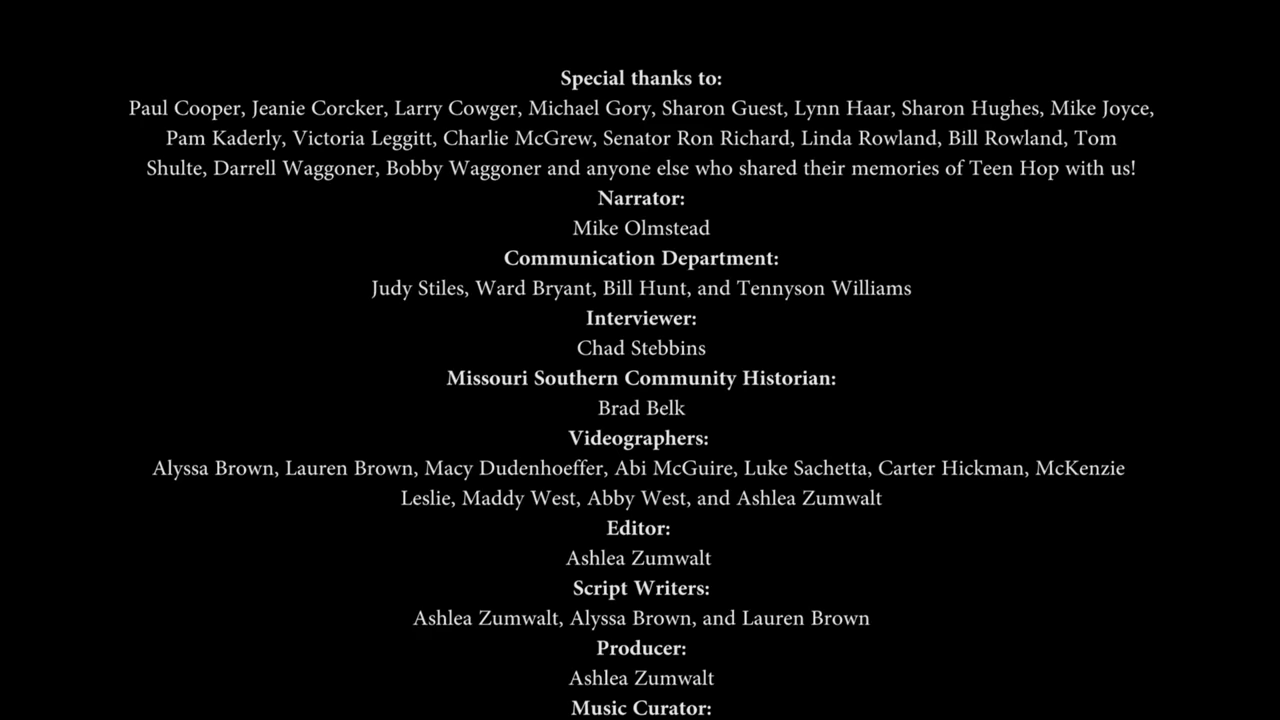 Special thanks to:
Paul Cooper, Jeanie Corcker, Larry Cowger, Michael Gory, Sharon Guest, Lynn Haar, Sharon Hughes, Mike Joyce,
Pam Kaderly, Victoria Leggitt, Charlie McGrew, Senator Ron Richard, Linda Rowland, Bill Rowland, Tom
Shulte, Darrell Waggoner, Bobby Waggoner and anyone else who shared their memories of Teen Hop with us!
Narrator:
Mike Olmstead
Communication Department:
Judy Stiles, Ward Bryant, Bill Hunt, and Tennyson Williams
Interviewer:
Chad Stebbins
Missouri Southern Community Historian:
Brad Belk
Videographers:
Alyssa Brown, Lauren Brown, Macy Dudenhoeffer, Abi McGuire, Luke Sachetta, Carter Hickman, McKenzie
Leslie, Maddy West, Abby West, and Ashlea Zumwalt
Editor:
Ashlea Zumwalt
Script Writers:
Ashlea Zumwalt, Alyssa Brown, and Lauren Brown
Producer:
Ashlea Zumwalt
Music Curator: